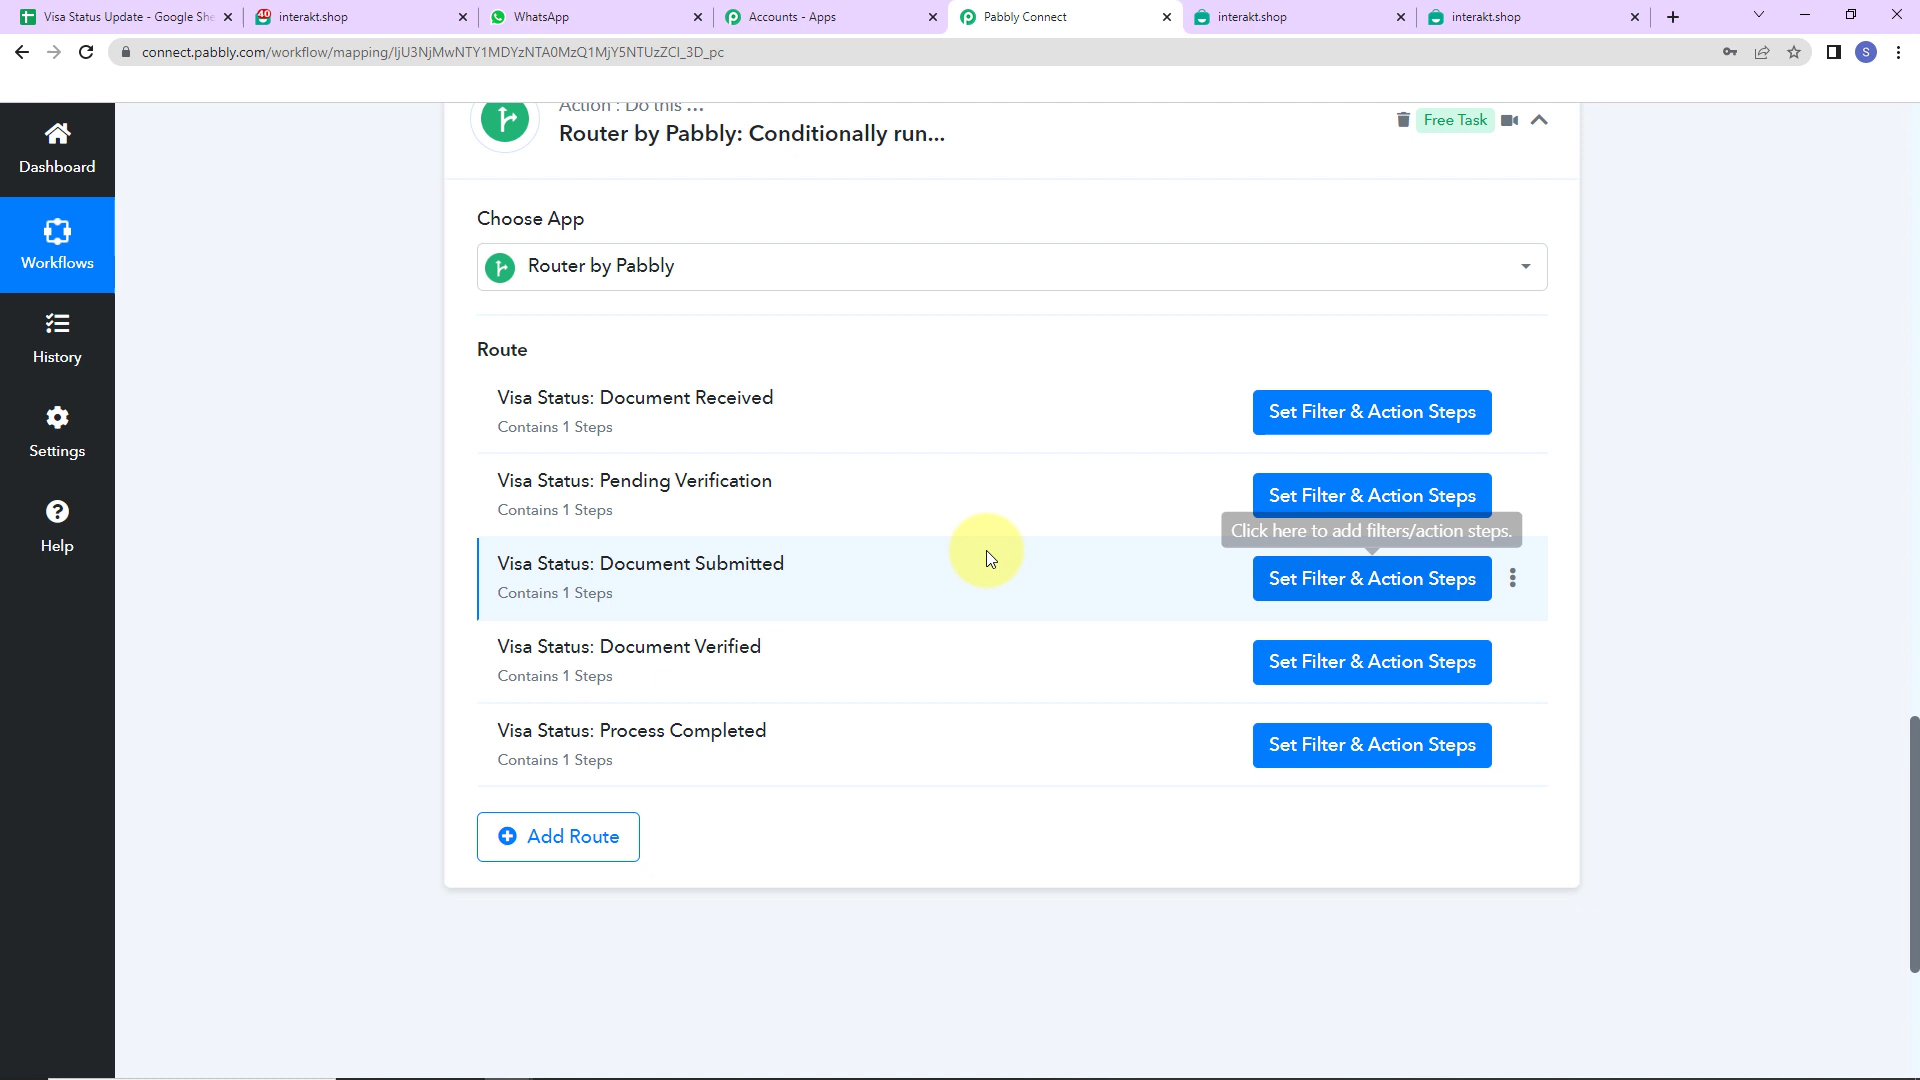 Visa Status Update - Google She
40 interakt.shop
WhatsApp
Accounts - Apps
Pabbly Connect
interakt.shop
interakt.shop
connect.pabbly.com/workflow/mapping/IjU3NjMwNTY1MDYzNTA0MzQ1MjY5NTUzZCI_3D_pc
S
Dashboard
Workflows
History
Settings
Help
Action : Do this ...
Router by Pabbly: Conditionally run...
Free Task
Choose App
Router by Pabbly
Route
Visa Status: Document Received
Contains 1 Steps
Set Filter & Action Steps
Visa Status: Pending Verification
Contains 1 Steps
Set Filter & Action Steps
Click here to add filters/action steps.
Visa Status: Document Submitted
Contains 1 Steps
Set Filter & Action Steps
Visa Status: Document Verified
Contains 1 Steps
Set Filter & Action Steps
Visa Status: Process Completed
Contains 1 Steps
Set Filter & Action Steps
Add Route